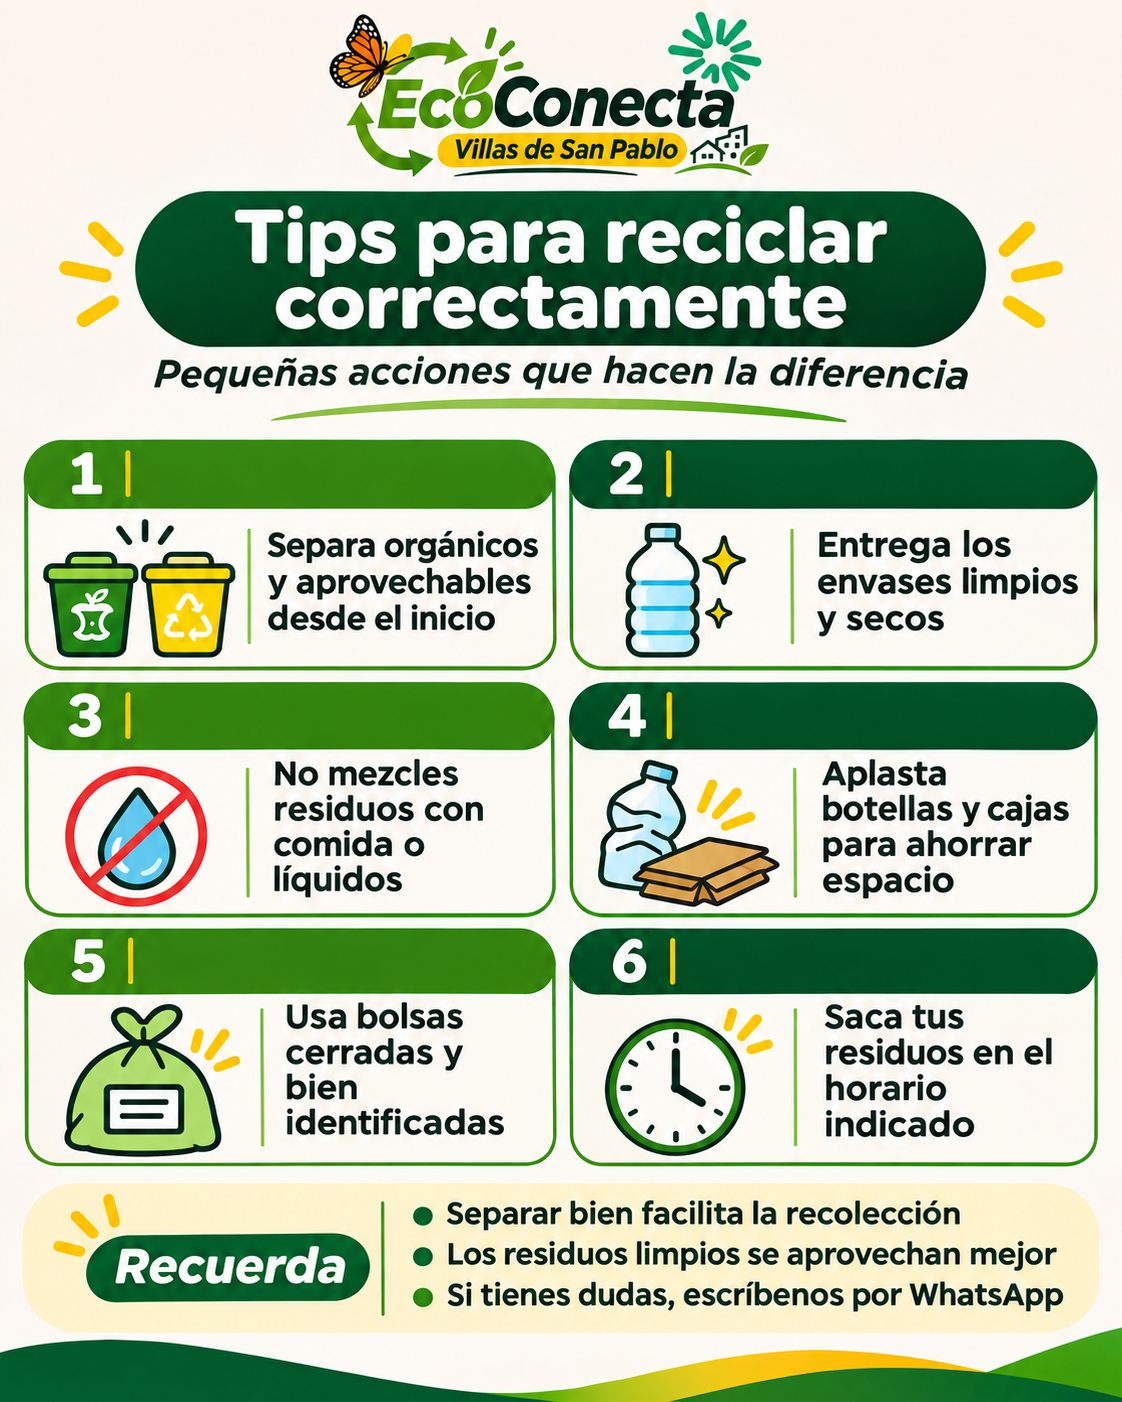 EcoConecta
Villas de San Pablo
Tips para reciclar
correctamente
Pequeñas acciones que hacen la diferencia
1
Separa orgánicos
y aprovechables
desde el inicio
2
Entrega los
envases limpios
y secos
3
No mezcles
residuos con
comida o
líquidos
4
Aplasta
botellas y cajas
para ahorrar
espacio
5
Usa bolsas
cerradas y
bien
identificadas
6
Saca tus
residuos en el
horario
indicado
Recuerda
Separar bien facilita la recolección
Los residuos limpios se aprovechan mejor
Si tienes dudas, escríbenos por WhatsApp